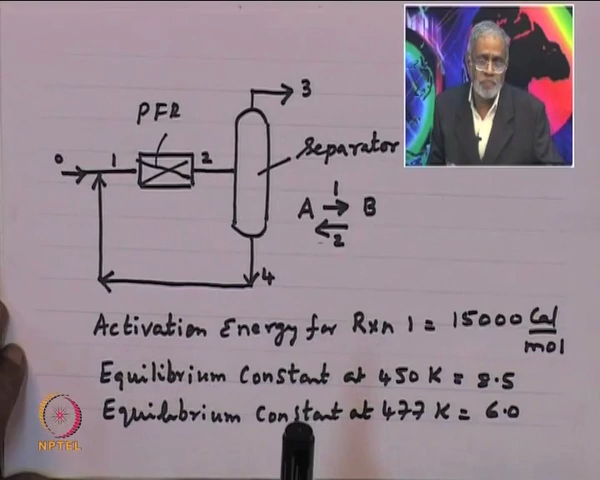 PFR
3
0
1
2
Separator
1
A ⇌ B
2
4
Activation Energy for Rxn 1 = 15000 Cal/mol
Equilibrium Constant at 450 K = 8.5
Equilibrium Constant at 477 K = 6.0
NPTEL